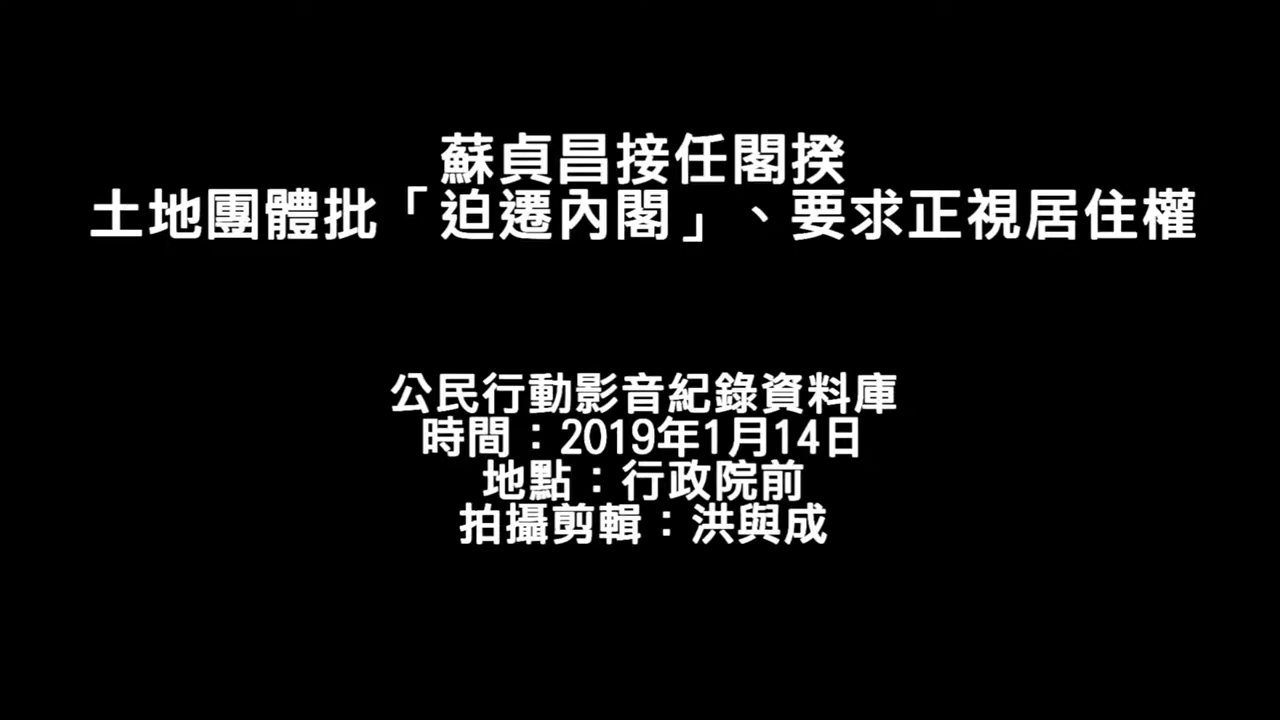 蘇貞昌接任閣揆
土地團體批「迫遷內閣」、要求正視居住權
公民行動影音紀錄資料庫
時間：2019年1月14日
地點：行政院前
拍攝剪輯：洪與成